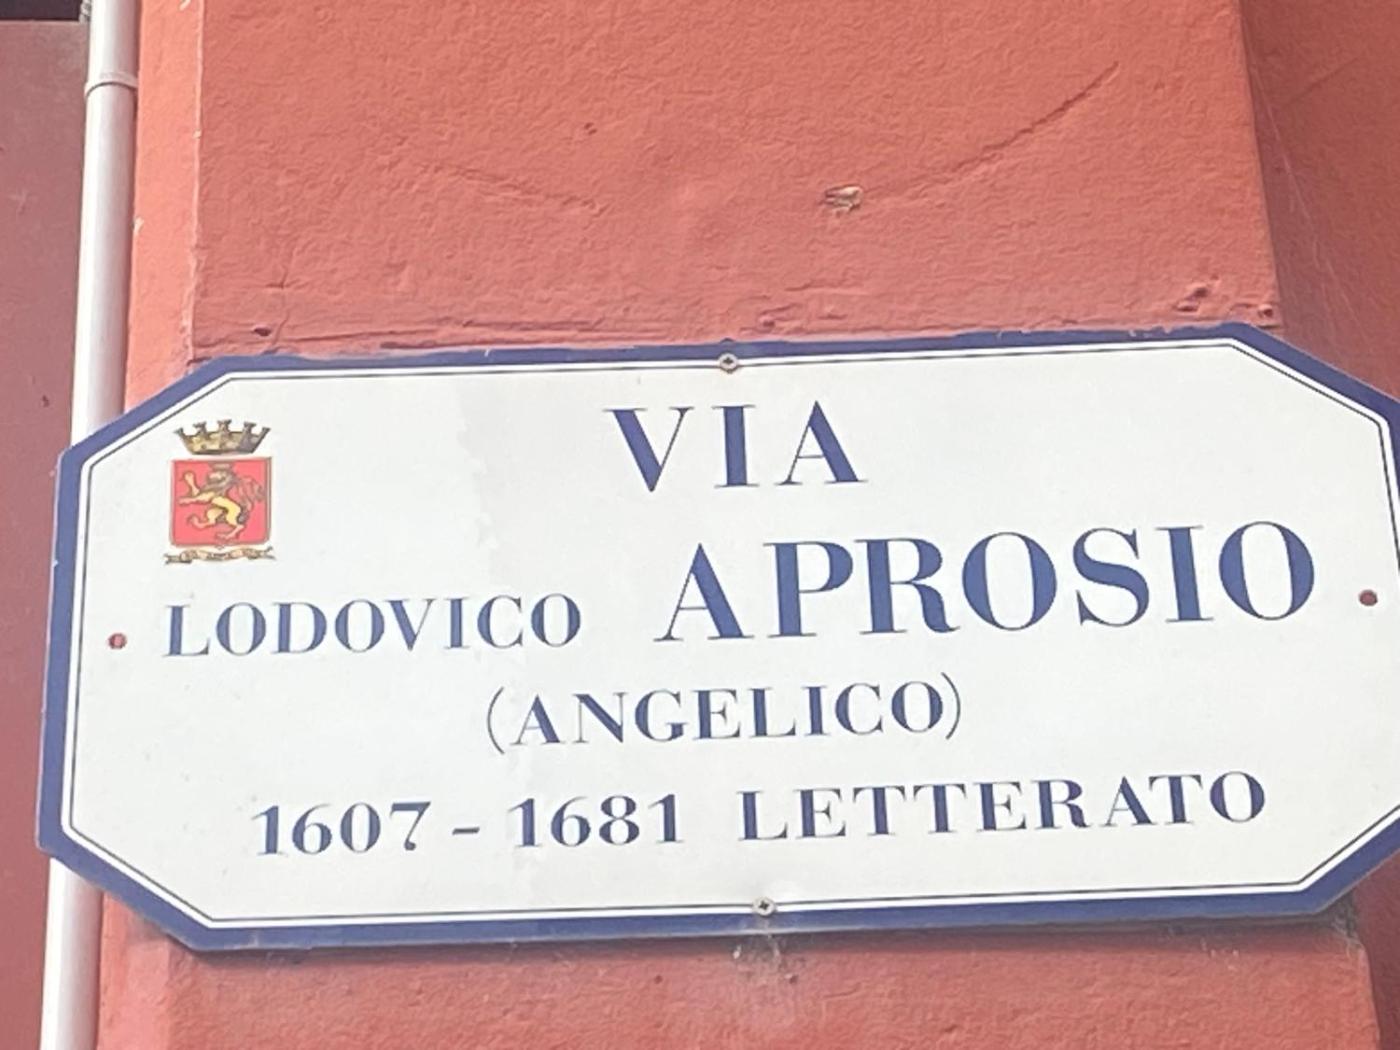 VIA
LODOVICO APROSIO
(ANGELICO)
1607 - 1681 LETTERATO